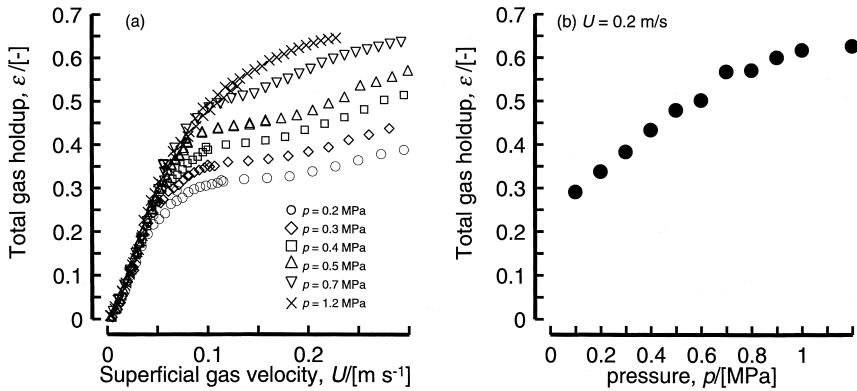 0.7
0.6
0.5
0.4
0.3
0.2
0.1
0
Total gas holdup, ε/[-]
(a)
p = 0.2 MPa
p = 0.3 MPa
p = 0.4 MPa
p = 0.5 MPa
p = 0.7 MPa
p = 1.2 MPa
0 0.1 0.2
Superficial gas velocity, U/[m s-1]
0.7
0.6
0.5
0.4
0.3
0.2
0.1
0
Total gas holdup, ε/[-]
(b) U = 0.2 m/s
0 0.2 0.4 0.6 0.8 1
pressure, p/[MPa]